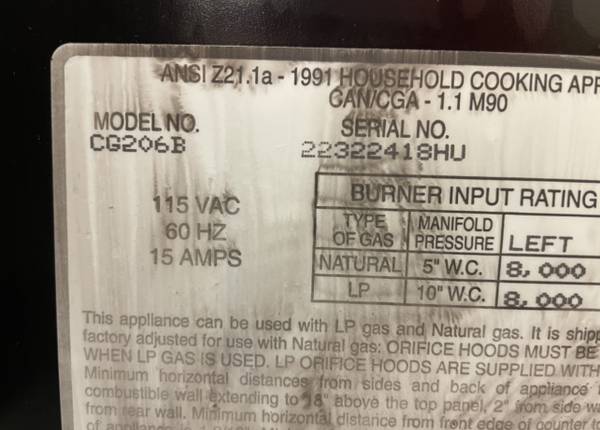 ANSI Z21.1a - 1991 HOUSEHOLD COOKING APP
CAN/CGA - 1.1 M90
MODEL NO.
CG206B
SERIAL NO.
22322418HU
115 VAC
60 HZ
15 AMPS
BURNER INPUT RATING
TYPE OF GAS MANIFOLD PRESSURE LEFT
NATURAL 5" W.C. 8,000
LP 10" W.C. 8,000
This appliance can be used with LP gas and Natural gas. It is shipp
factory adjusted for use with Natural gas: ORIFICE HOODS MUST BE
WHEN LP GAS IS USED. LP ORIFICE HOODS ARE SUPPLIED WITH
Minimum horizontal distances from sides and back of appliance
combustible wall extending to 18" above the top panel, 2" from side wa
from rear wall. Minimum horizontal distance from front edge of counter to
of appliance